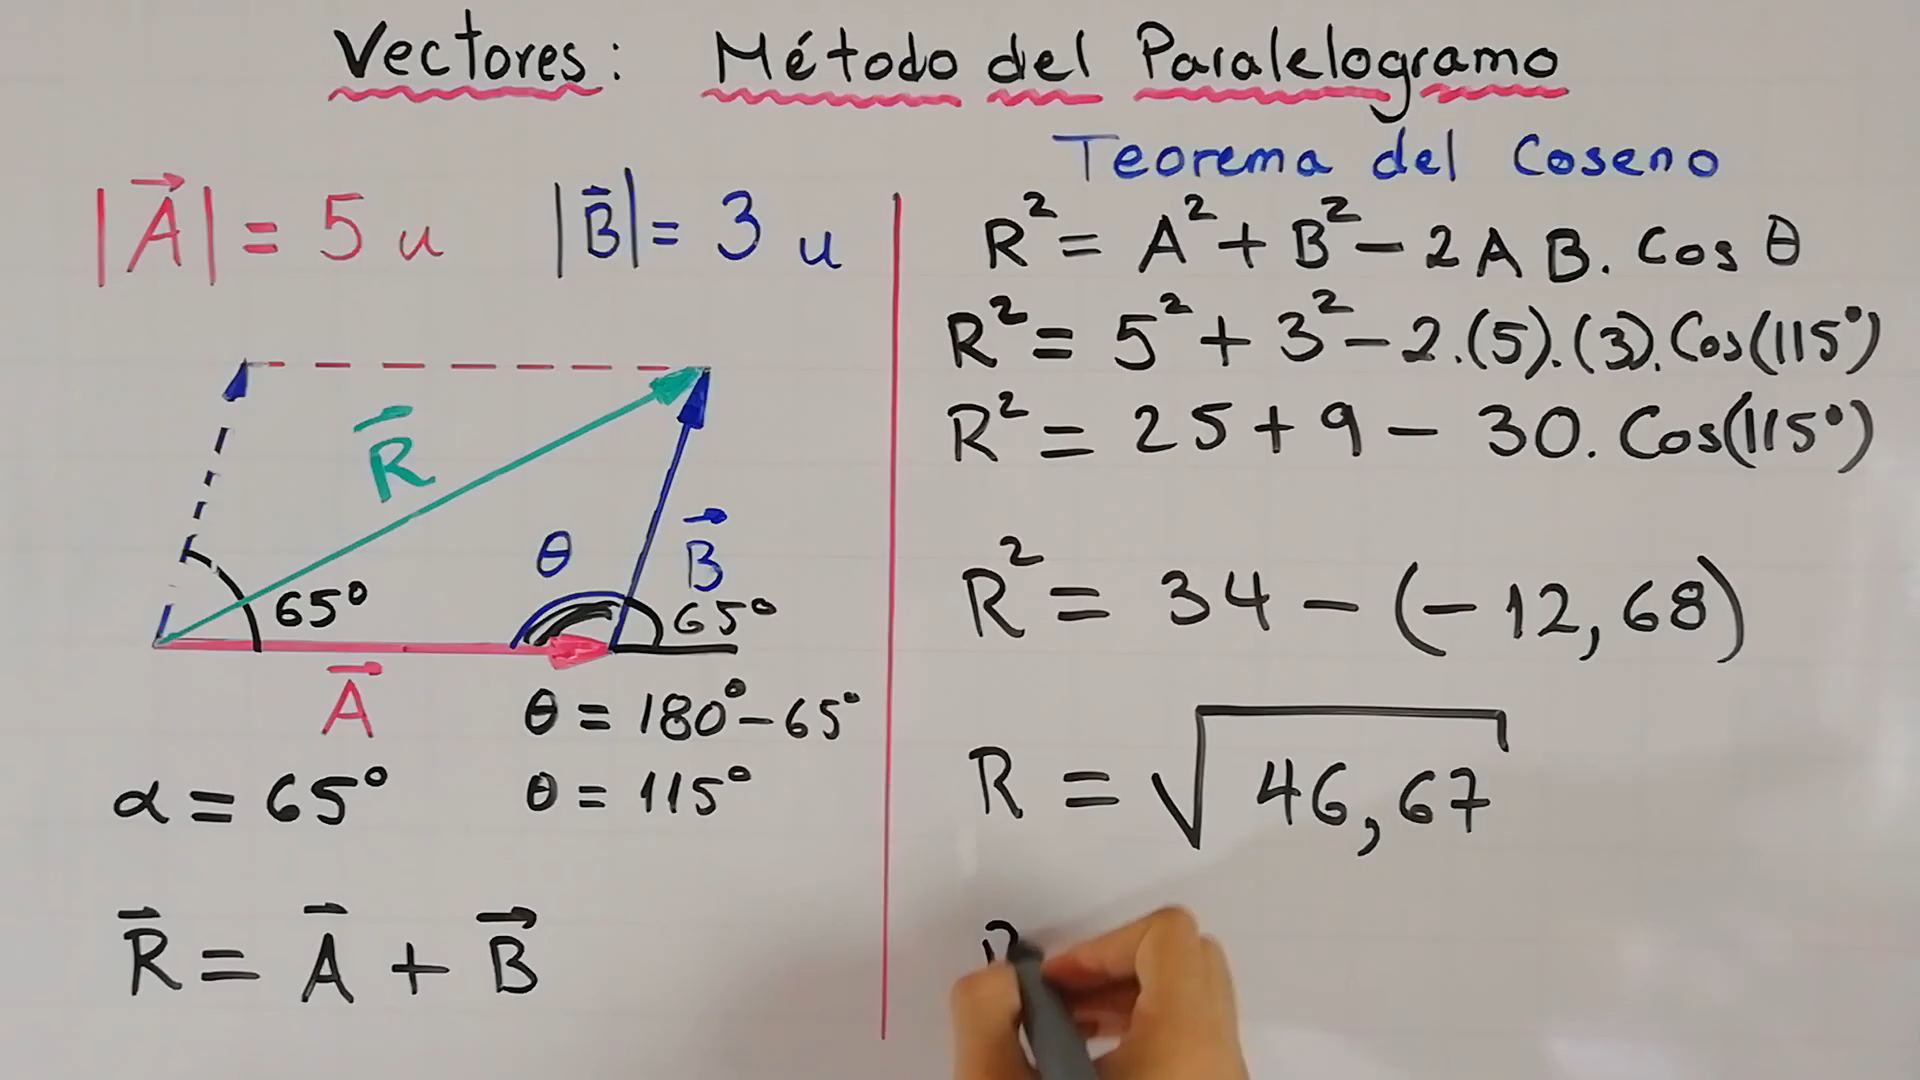 Vectores: Método del Paralelogramo
|A| = 5 u
|B| = 3 u
R
θ
B
65°
65°
A
θ = 180° - 65°
α = 65°
θ = 115°
R = A + B
Teorema del Coseno
R² = A² + B² - 2 A B . Cos θ
R² = 5² + 3² - 2.(5).(3).Cos(115°)
R² = 25 + 9 - 30. Cos(115°)
R² = 34 - (-12,68)
R = √46,67